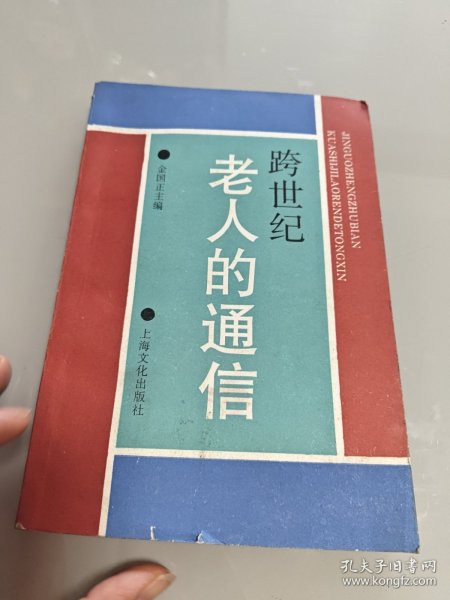 JINGUOZHENGZHUBIAN
KUASHIJILAORENDETONGXIN
跨世纪
老人的通信
●金国正主编
●上海文化出版社
孔夫子旧书网
www.kongfz.com